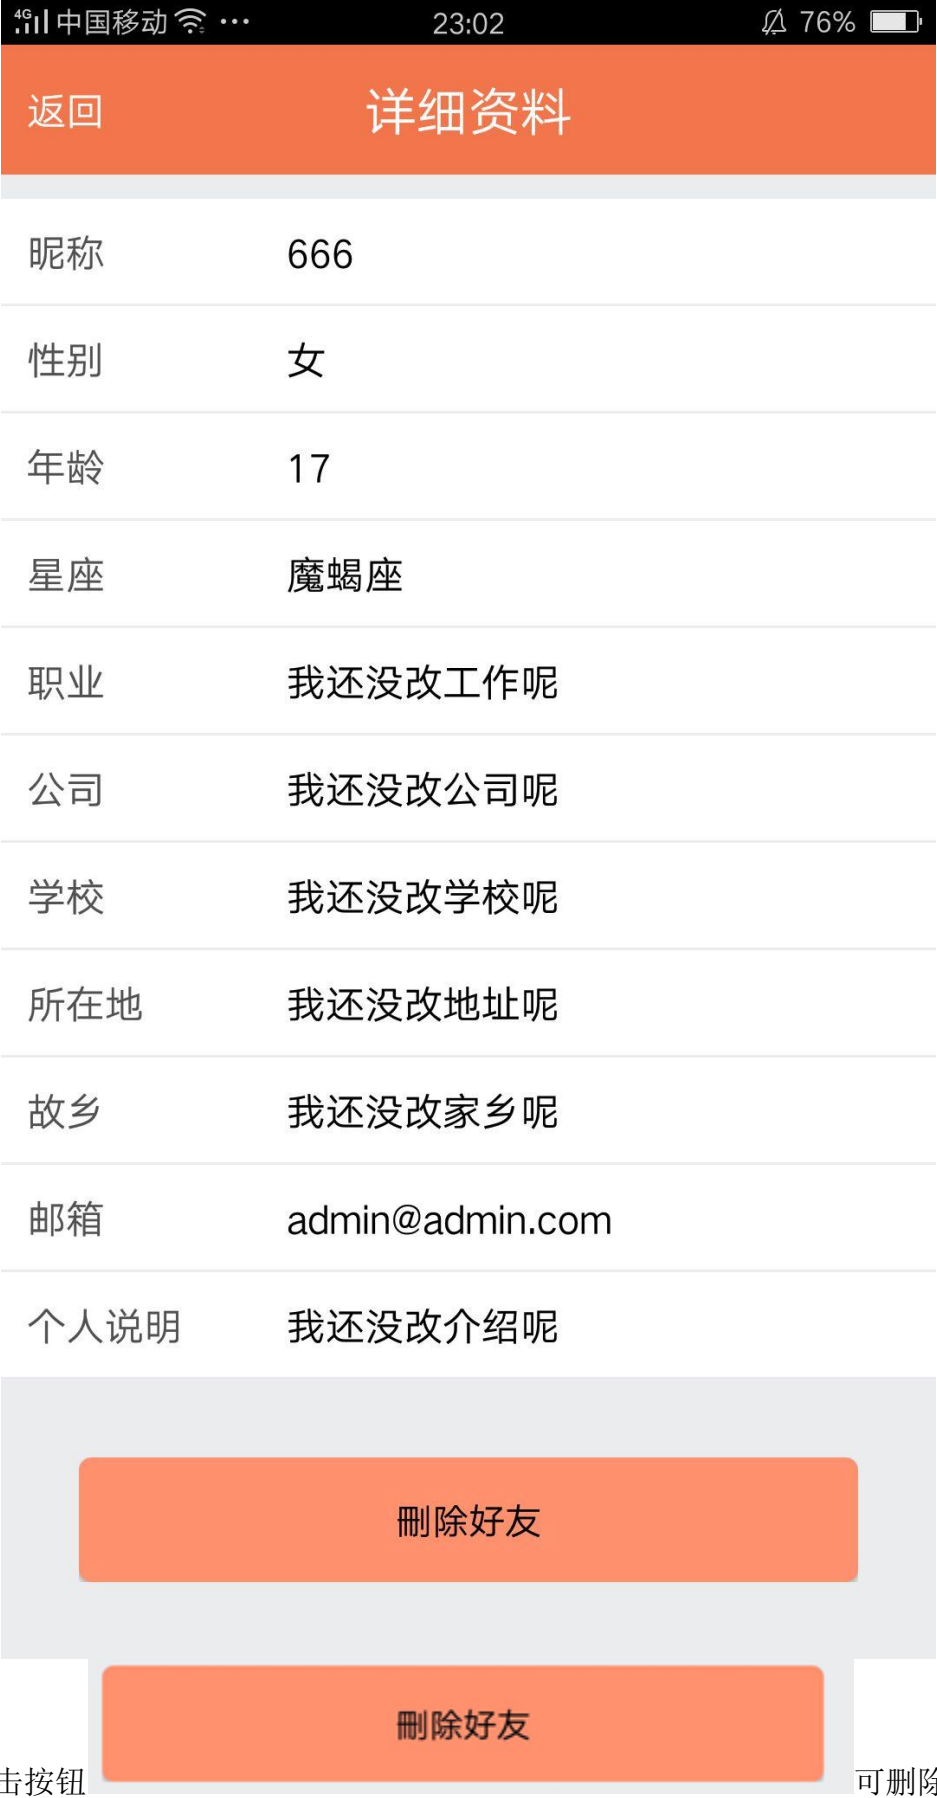 4G 中国移动 ··· 23:02 76%
返回 详细资料
昵称 666
性别 女
年龄 17
星座 魔蝎座
职业 我还没改工作呢
公司 我还没改公司呢
学校 我还没改学校呢
所在地 我还没改地址呢
故乡 我还没改家乡呢
邮箱 admin@admin.com
个人说明 我还没改介绍呢
刪除好友
刪除好友
击按钮 可删除